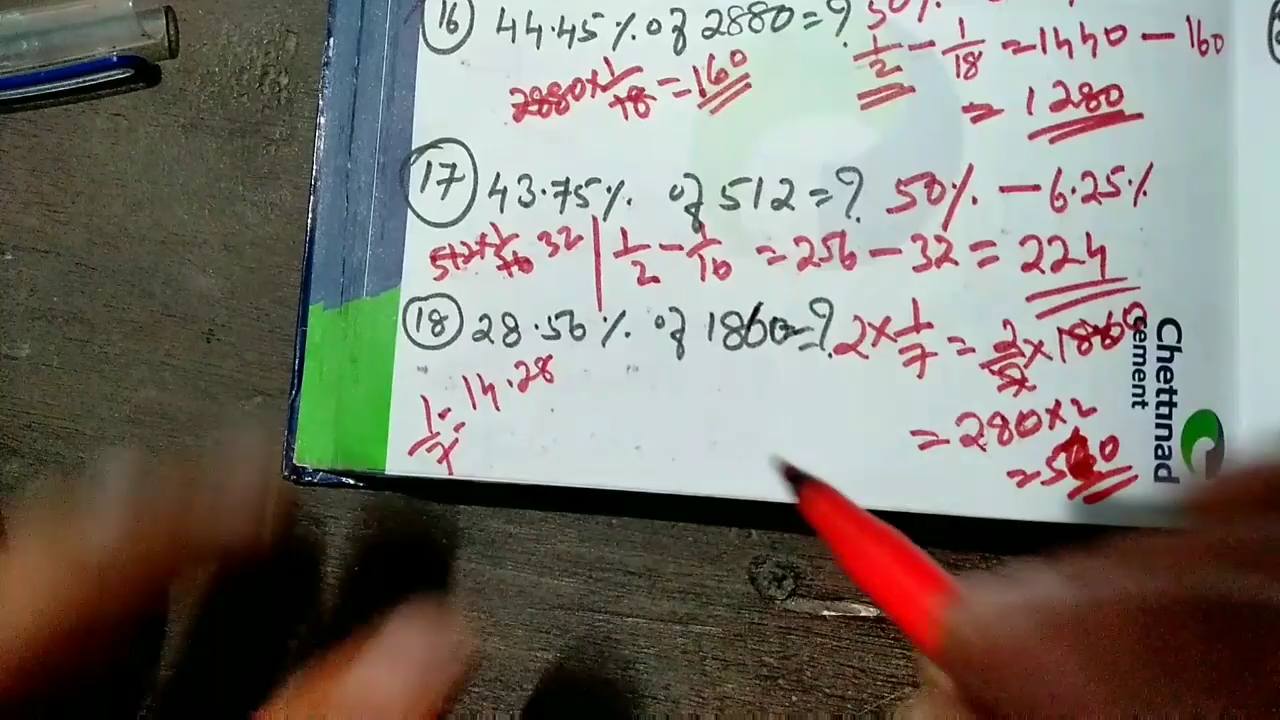 16 44.45% of 2880=? 50%
2880×1/18=160 1/2-1/18=1440-160
=1280
17 43.75% of 512=? 50% - 6.25%
512×1/16 32 | 1/2-1/16=256-32=224
18 28.56% of 1860=? 2×1/7=2/7×1860
1/7=14.28
=280×2
=560
Chettinad
cement